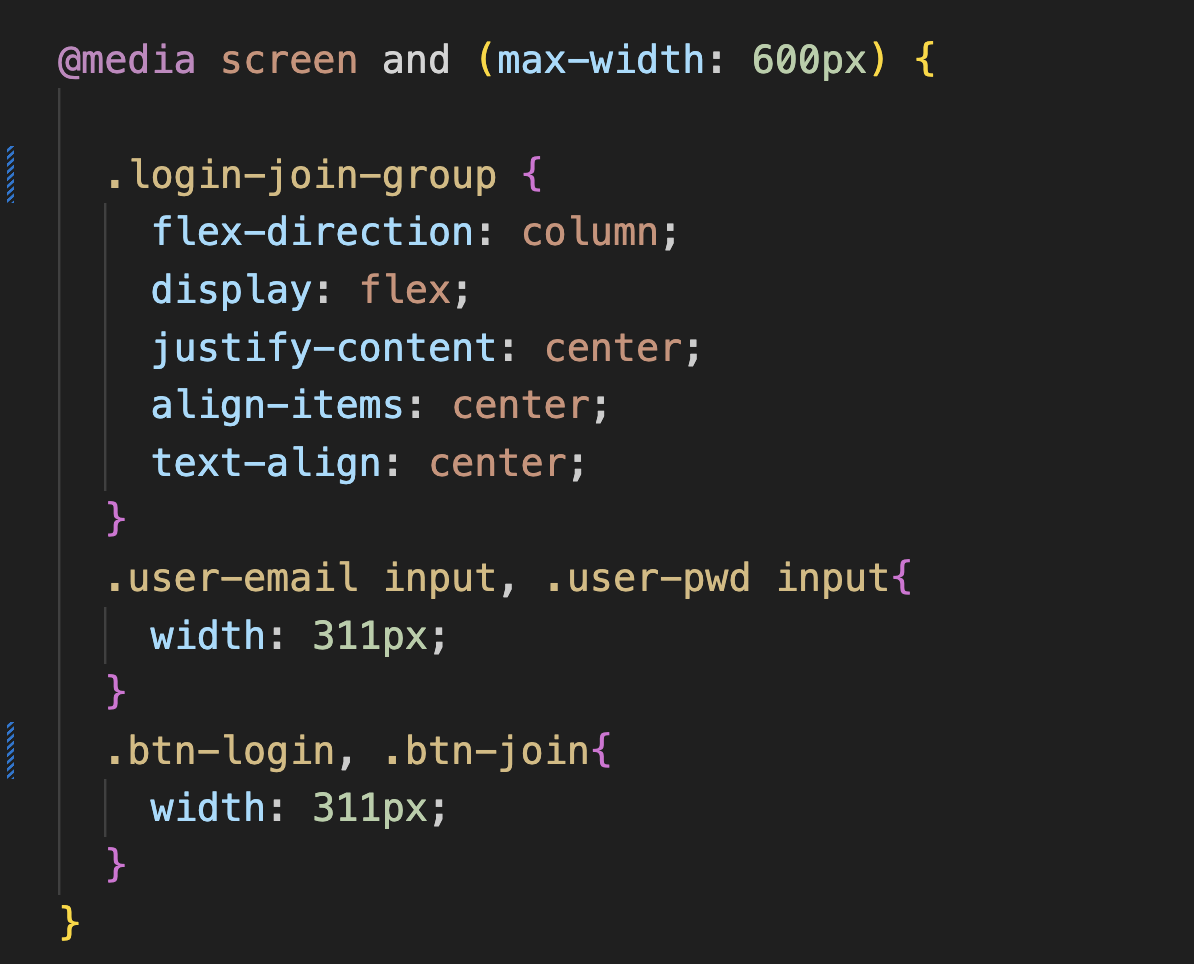 @media screen and (max-width: 600px) {
.login-join-group {
flex-direction: column;
display: flex;
justify-content: center;
align-items: center;
text-align: center;
}
.user-email input, .user-pwd input{
width: 311px;
}
.btn-login, .btn-join{
width: 311px;
}
}